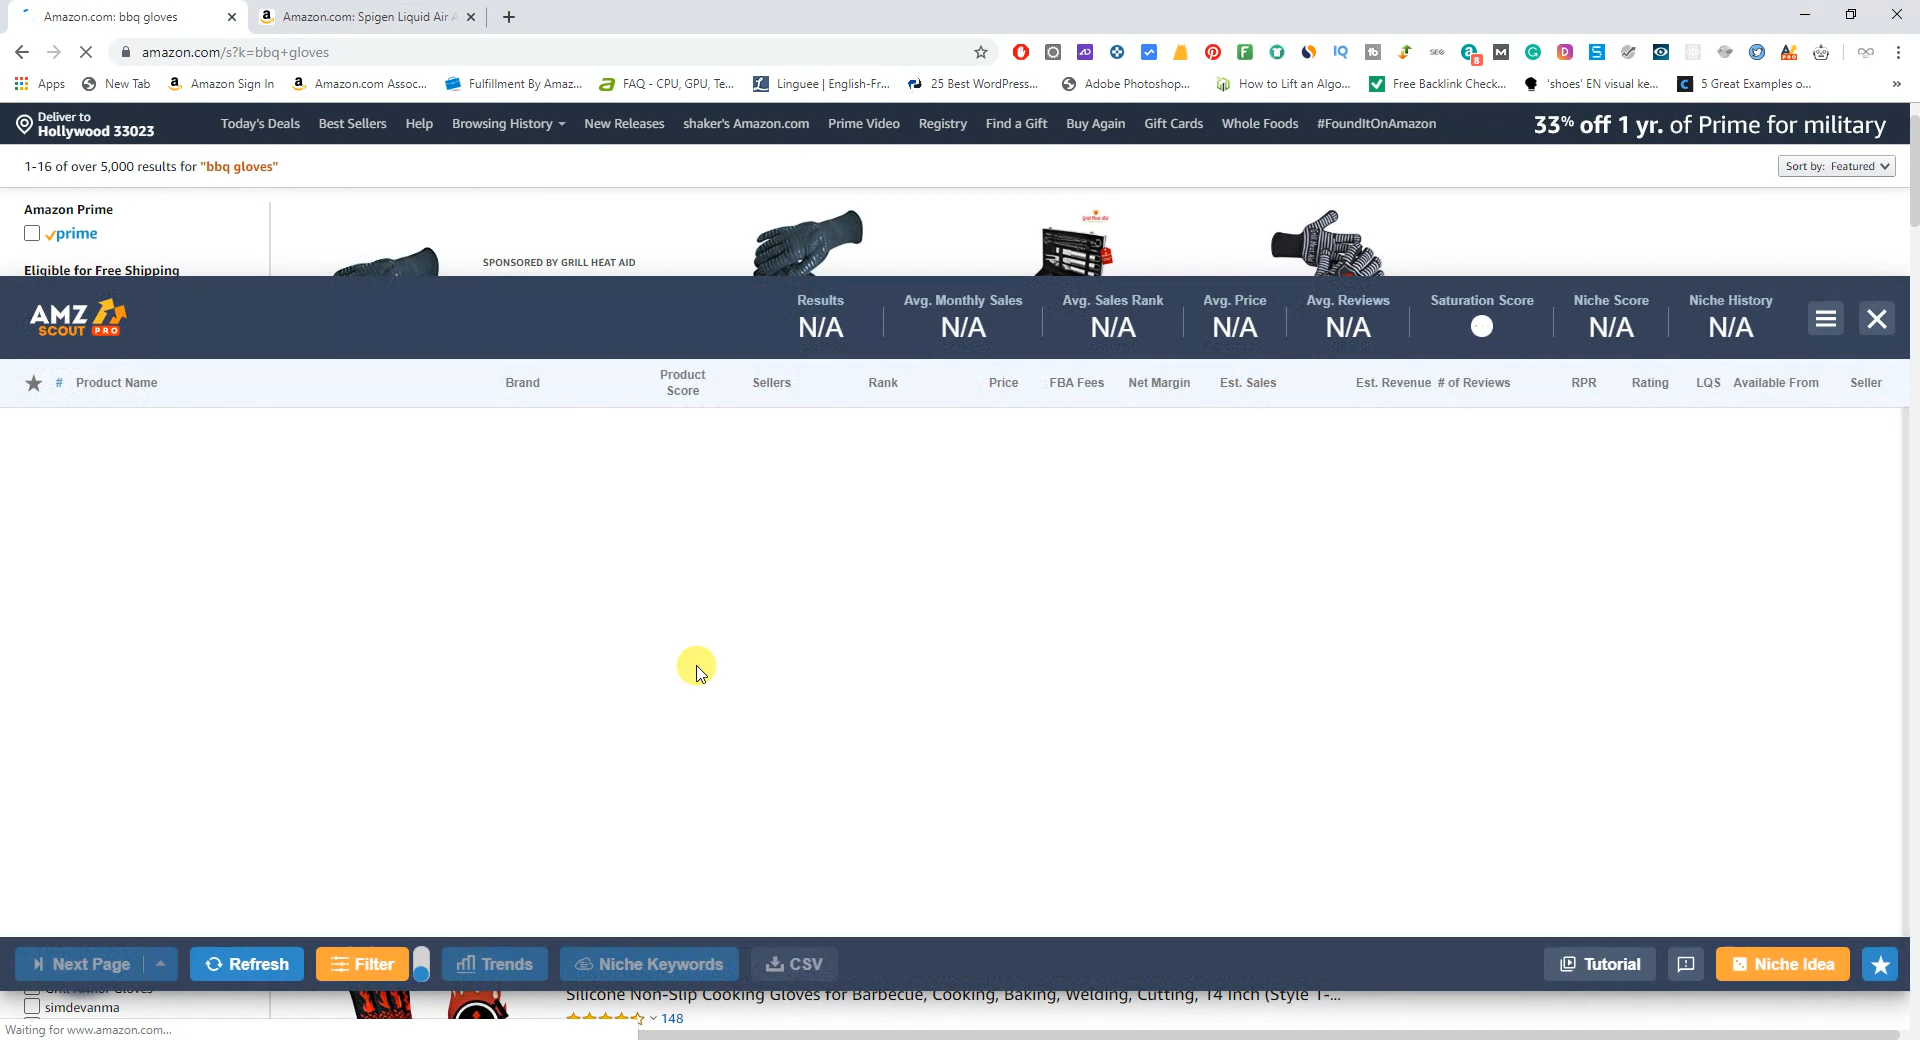 Amazon.com: bbq gloves
Amazon.com: Spigen Liquid Air A
amazon.com/s?k=bbq+gloves
Apps
New Tab
Amazon Sign In
Amazon.com Assoc...
Fulfillment By Amaz...
FAQ - CPU, GPU, Te...
Linguee | English-Fr...
25 Best WordPress...
Adobe Photoshop...
How to Lift an Algo...
Free Backlink Check...
'shoes' EN visual ke...
5 Great Examples o...
Deliver to
Hollywood 33023
Today's Deals
Best Sellers
Help
Browsing History
New Releases
shaker's Amazon.com
Prime Video
Registry
Find a Gift
Buy Again
Gift Cards
Whole Foods
#FoundItOnAmazon
33% off 1 yr. of Prime for military
1-16 of over 5,000 results for "bbq gloves"
Sort by: Featured
Amazon Prime
prime
Eligible for Free Shipping
SPONSORED BY GRILL HEAT AID
AMZ
SCOUT PRO
Results
N/A
Avg. Monthly Sales
N/A
Avg. Sales Rank
N/A
Avg. Price
N/A
Avg. Reviews
N/A
Saturation Score
Niche Score
N/A
Niche History
N/A
# Product Name
Brand
Product
Score
Sellers
Rank
Price
FBA Fees
Net Margin
Est. Sales
Est. Revenue
# of Reviews
RPR
Rating
LQS
Available From
Seller
Next Page
Refresh
Filter
Trends
Niche Keywords
CSV
Tutorial
Niche Idea
simdevanma
Silicone Non-Slip Cooking Gloves for Barbecue, Cooking, Baking, Welding, Cutting, 14 Inch (Style 1-...
148
Waiting for www.amazon.com...